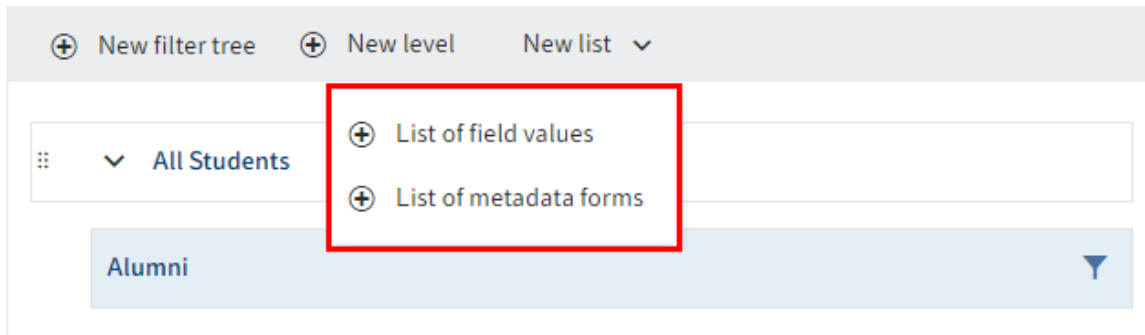 New filter tree New level New list
List of field values
All Students
List of metadata forms
Alumni